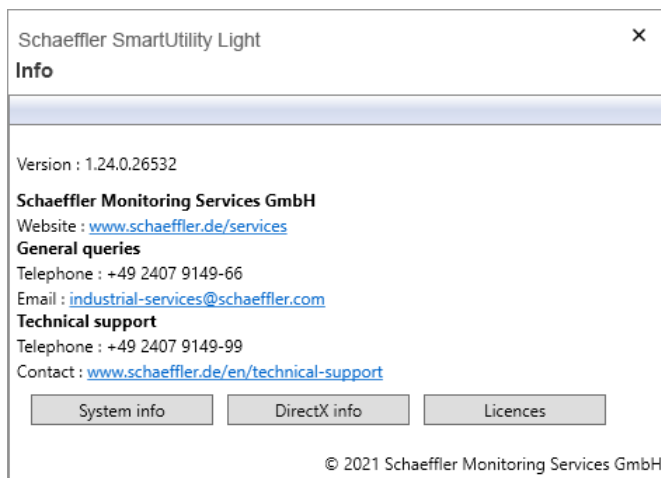 Schaeffler SmartUtility Light
Info
Version : 1.24.0.26532
Schaeffler Monitoring Services GmbH
Website : www.schaeffler.de/services
General queries
Telephone : +49 2407 9149-66
Email : industrial-services@schaeffler.com
Technical support
Telephone : +49 2407 9149-99
Contact : www.schaeffler.de/en/technical-support
System info DirectX info Licences
© 2021 Schaeffler Monitoring Services GmbH